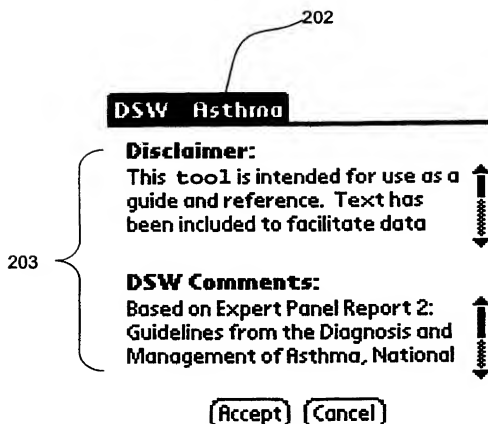 202
DSW Asthma
Disclaimer:
This tool is intended for use as a
guide and reference. Text has
been included to facilitate data
203
DSW Comments:
Based on Expert Panel Report 2:
Guidelines from the Diagnosis and
Management of Asthma, National
Accept Cancel